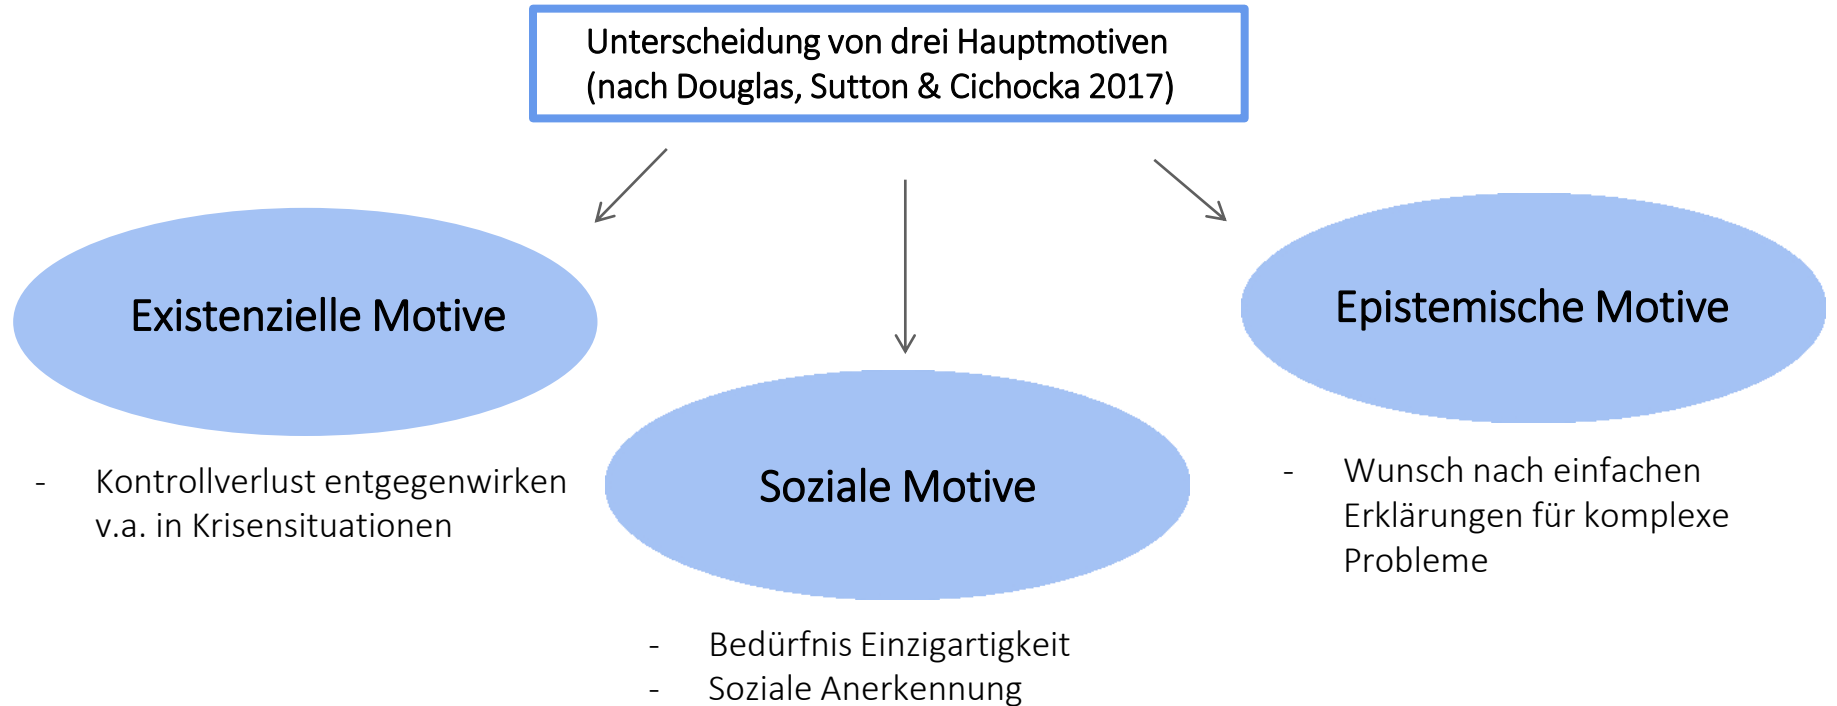 Unterscheidung von drei Hauptmotiven
(nach Douglas, Sutton & Cichocka 2017)
Existenzielle Motive
- Kontrollverlust entgegenwirken
v.a. in Krisensituationen
Soziale Motive
- Bedürfnis Einzigartigkeit
- Soziale Anerkennung
Epistemische Motive
- Wunsch nach einfachen
Erklärungen für komplexe
Probleme